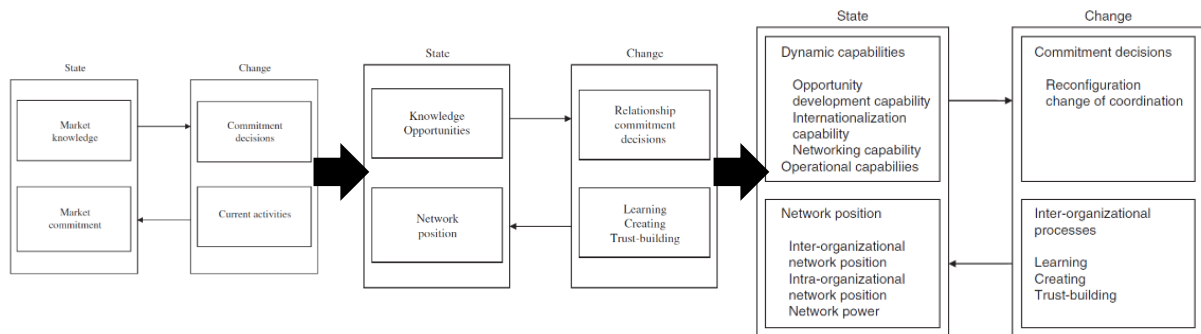 State
Change
Market
knowledge
Commitment
decisions
Market
commitment
Current activities
State
Change
Knowledge
Opportunities
Relationship
commitment
decisions
Network
position
Learning
Creating
Trust-building
State
Change
Dynamic capabilities
Opportunity
development capability
Internationalization
capability
Networking capability
Operational capabiliies
Commitment decisions
Reconfiguration
change of coordination
Network position
Inter-organizational
network position
Intra-organizational
network position
Network power
Inter-organizational
processes
Learning
Creating
Trust-building